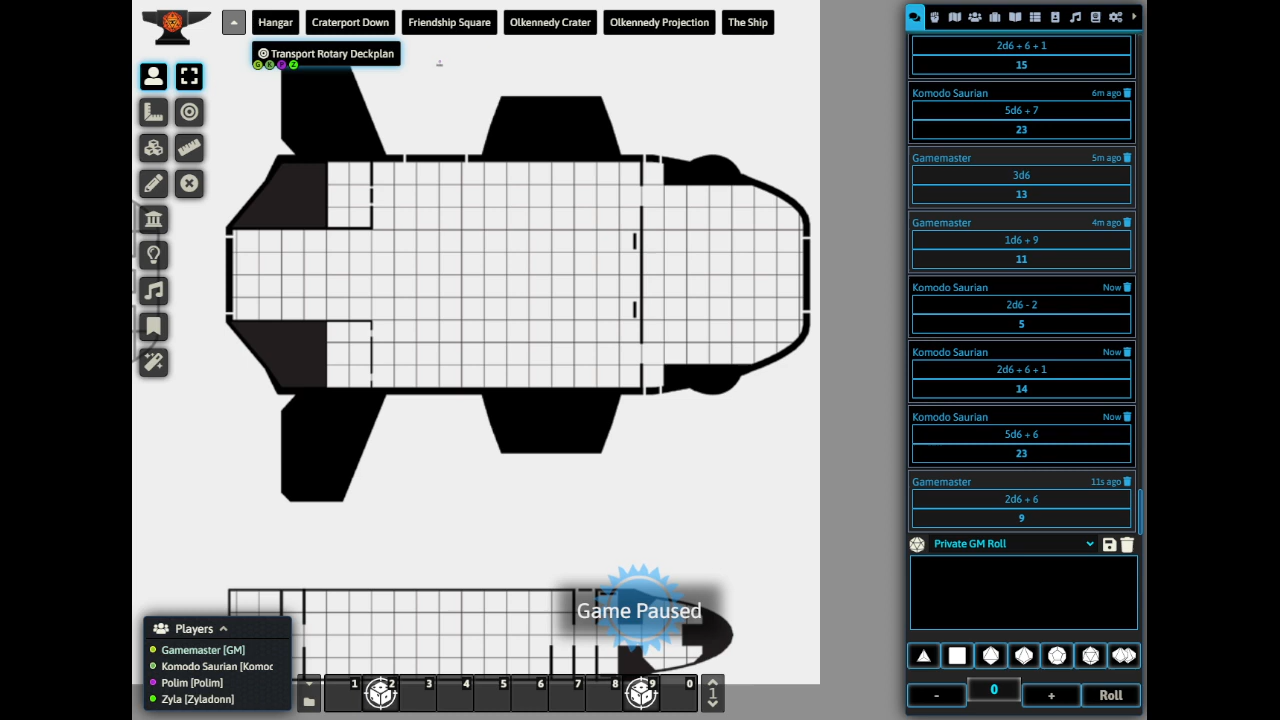 Hangar
Craterport Down
Friendship Square
Olkennedy Crater
Olkennedy Projection
The Ship
Transport Rotary Deckplan
G K P Z
2d6 + 6 + 1
15
Komodo Saurian 6m ago
5d6 + 7
23
Gamemaster 5m ago
3d6
13
Gamemaster 4m ago
1d6 + 9
11
Komodo Saurian Now
2d6 - 2
5
Komodo Saurian Now
2d6 + 6 + 1
14
Komodo Saurian Now
5d6 + 6
23
Gamemaster 11s ago
2d6 + 6
9
Private GM Roll
- 0 + Roll
Game Paused
Players
Gamemaster [GM]
Komodo Saurian [Komoc
Polim [Polim]
Zyla [Zyladonn]
1 2 3 4 5 6 7 8 9 0
1